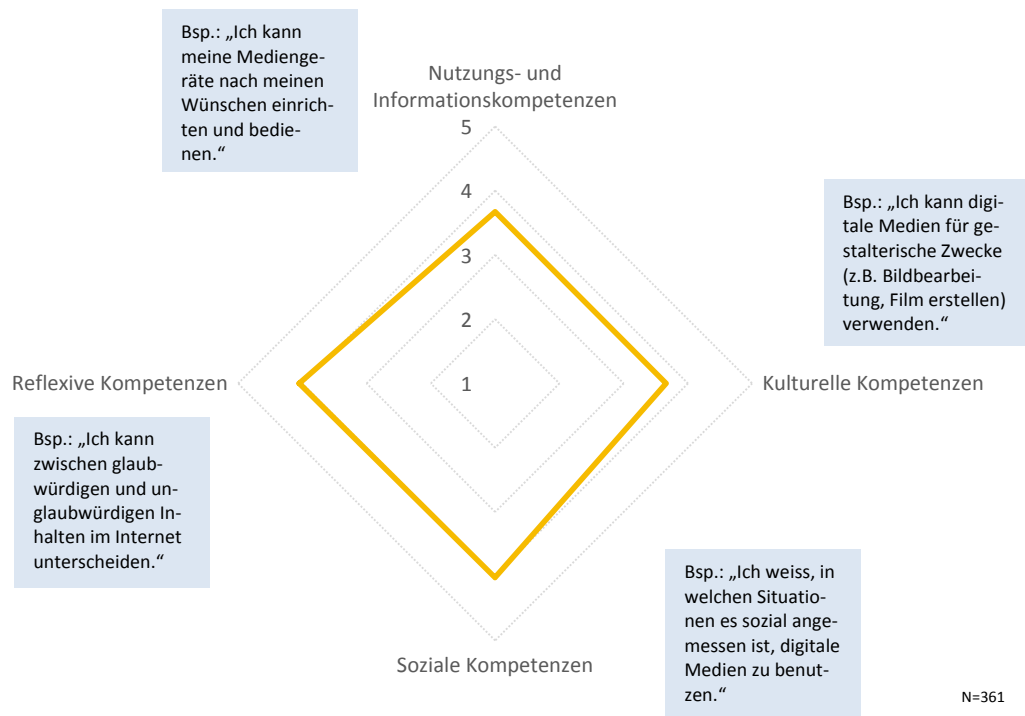 Bsp.: „Ich kann
meine Mediengе-
räte nach meinen
Wünschen einrich-
ten und bedie-
nen.“
Nutzungs- und
Informationskompetenzen
5
4
3
2
1
Bsp.: „Ich kann digi-
tale Medien für ge-
stalterische Zwecke
(z.B. Bildbearbei-
tung, Film erstellen)
verwenden.“
Reflexive Kompetenzen
Kulturelle Kompetenzen
Bsp.: „Ich kann
zwischen glaub-
würdigen und un-
glaubwürdigen In-
halten im Internet
unterscheiden.“
Bsp.: „Ich weiss, in
welchen Situatio-
nen es sozial ange-
messen ist, digitale
Medien zu benut-
zen.“
Soziale Kompetenzen
N=361